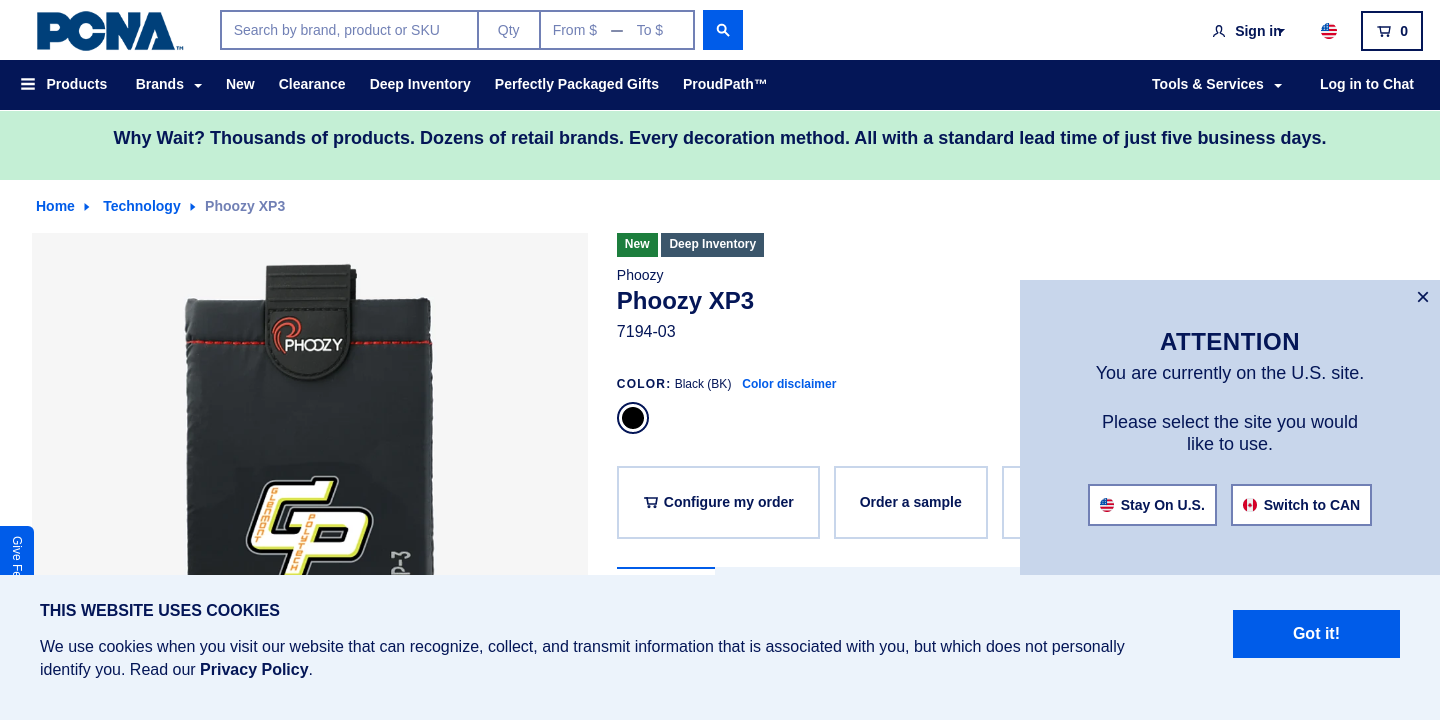 PCNA™
Search by brand, product or SKU
Qty
From $ — To $
Sign in
0
Products
Brands
New
Clearance
Deep Inventory
Perfectly Packaged Gifts
ProudPath™
Tools & Services
Log in to Chat
Why Wait? Thousands of products. Dozens of retail brands. Every decoration method. All with a standard lead time of just five business days.
Home
Technology
Phoozy XP3
PHOOZY
GP
GLENMONT
POLYTECH
New
Deep Inventory
Phoozy
Phoozy XP3
7194-03
COLOR: Black (BK) Color disclaimer
Configure my order
Order a sample
×
ATTENTION
You are currently on the U.S. site.
Please select the site you would
like to use.
Stay On U.S.
Switch to CAN
THIS WEBSITE USES COOKIES
We use cookies when you visit our website that can recognize, collect, and transmit information that is associated with you, but which does not personally
identify you. Read our Privacy Policy.
Got it!